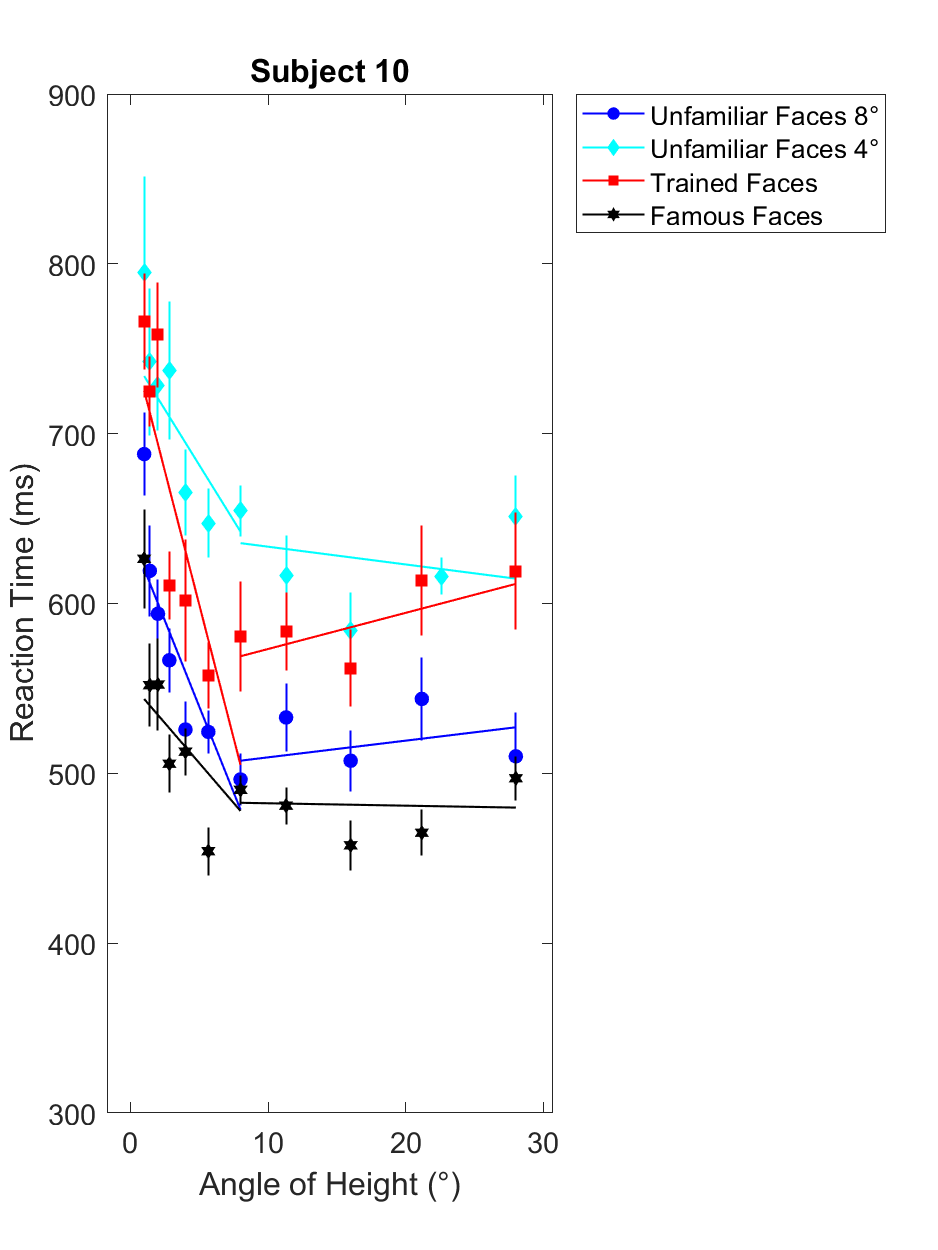 Subject 10
900
800
700
600
500
400
300
0 10 20 30
Reaction Time (ms)
Angle of Height (°)
Unfamiliar Faces 8°
Unfamiliar Faces 4°
Trained Faces
Famous Faces